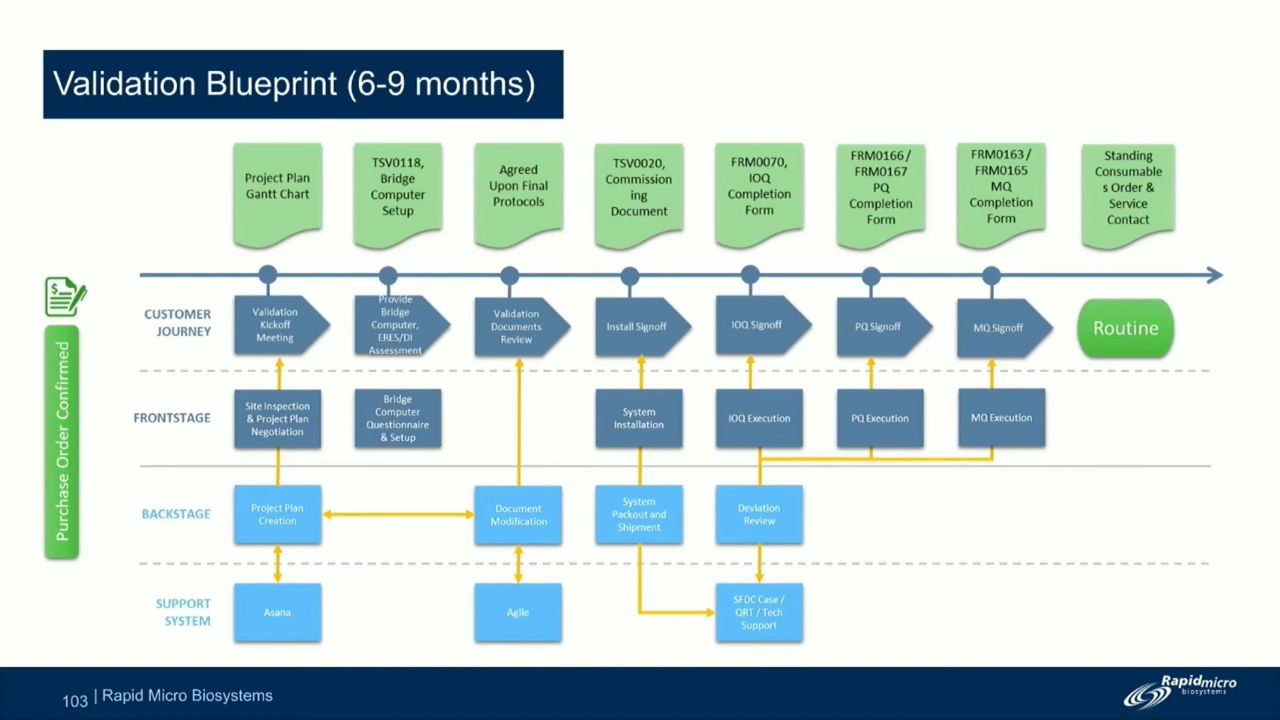 Validation Blueprint (6-9 months)
Project Plan
Gantt Chart
TSV0118,
Bridge
Computer
Setup
Agreed
Upon Final
Protocols
TSV0020,
Commission
ing
Document
FRM0070,
IOQ
Completion
Form
FRM0166 /
FRM0167
PQ
Completion
Form
FRM0163 /
FRM0165
MQ
Completion
Form
Standing
Consumable
s Order &
Service
Contact
Purchase Order Confirmed
CUSTOMER
JOURNEY
Validation
Kickoff
Meeting
Provide
Bridge
Computer,
ERES/DI
Assessment
Validation
Documents
Review
Install Signoff
IOQ Signoff
PQ Signoff
MQ Signoff
Routine
FRONTSTAGE
Site Inspection
& Project Plan
Negotiation
Bridge
Computer
Questionnaire
& Setup
System
Installation
IOQ Execution
PQ Execution
MQ Execution
BACKSTAGE
Project Plan
Creation
Document
Modification
System
Packout and
Shipment
Deviation
Review
SUPPORT
SYSTEM
Asana
Agile
SFDC Case /
QRT / Tech
Support
103 | Rapid Micro Biosystems
Rapidmicro
biosystems